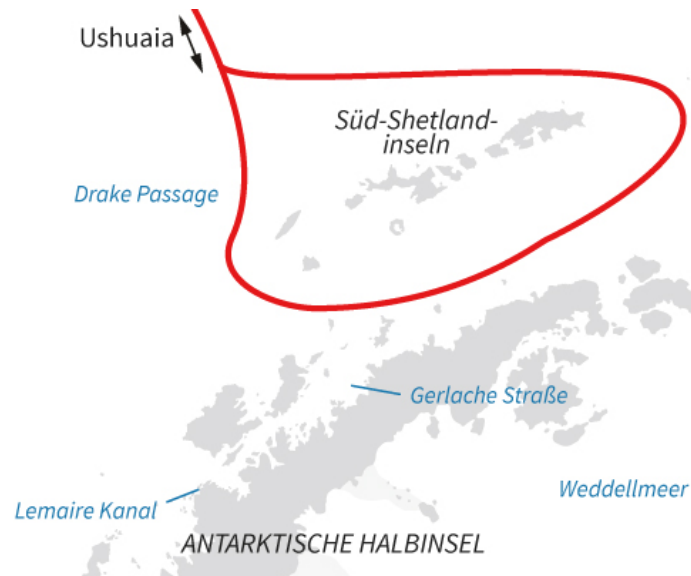 Ushuaia
Süd-Shetland-
inseln
Drake Passage
Gerlache Straße
Weddellmeer
Lemaire Kanal
ANTARKTISCHE HALBINSEL